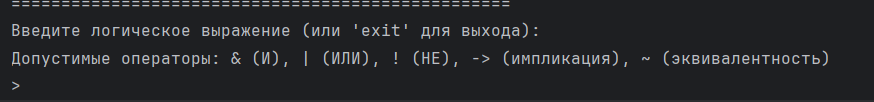 ==================================================
Введите логическое выражение (или 'exit' для выхода):
Допустимые операторы: & (И), | (ИЛИ), ! (НЕ), -> (импликация), ~ (эквивалентность)
>